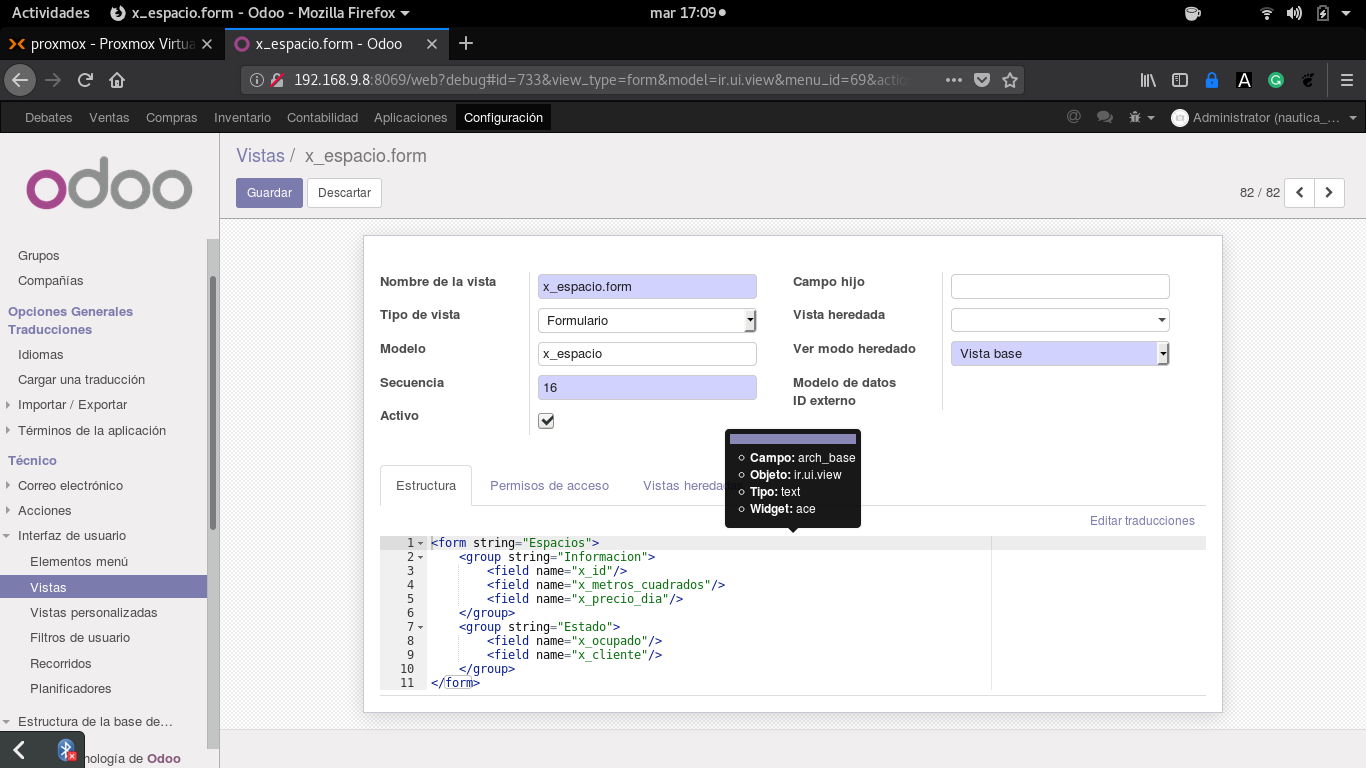 Actividades x_espacio.form - Odoo - Mozilla Firefox mar 17:09
proxmox - Proxmox Virtua x_espacio.form - Odoo
192.168.9.8:8069/web?debug#id=733&view_type=form&model=ir.ui.view&menu_id=69&actio
Debates Ventas Compras Inventario Contabilidad Aplicaciones Configuración @ Administrator (nautica_...
odoo
Grupos
Compañías
Opciones Generales
Traducciones
Idiomas
Cargar una traducción
Importar / Exportar
Términos de la aplicación
Técnico
Correo electrónico
Acciones
Interfaz de usuario
Elementos menú
Vistas
Vistas personalizadas
Filtros de usuario
Recorridos
Planificadores
Estructura de la base de...
nología de Odoo
Vistas / x_espacio.form
Guardar Descartar 82 / 82
Nombre de la vista x_espacio.form
Tipo de vista Formulario
Modelo x_espacio
Secuencia 16
Activo
Campo hijo
Vista heredada
Ver modo heredado Vista base
Modelo de datos
ID externo
Campo: arch_base
Objeto: ir.ui.view
Tipo: text
Widget: ace
Estructura Permisos de acceso Vistas hereda
Editar traducciones
1 <form string="Espacios">
2 <group string="Informacion">
3 <field name="x_id"/>
4 <field name="x_metros_cuadrados"/>
5 <field name="x_precio_dia"/>
6 </group>
7 <group string="Estado">
8 <field name="x_ocupado"/>
9 <field name="x_cliente"/>
10 </group>
11 </form>